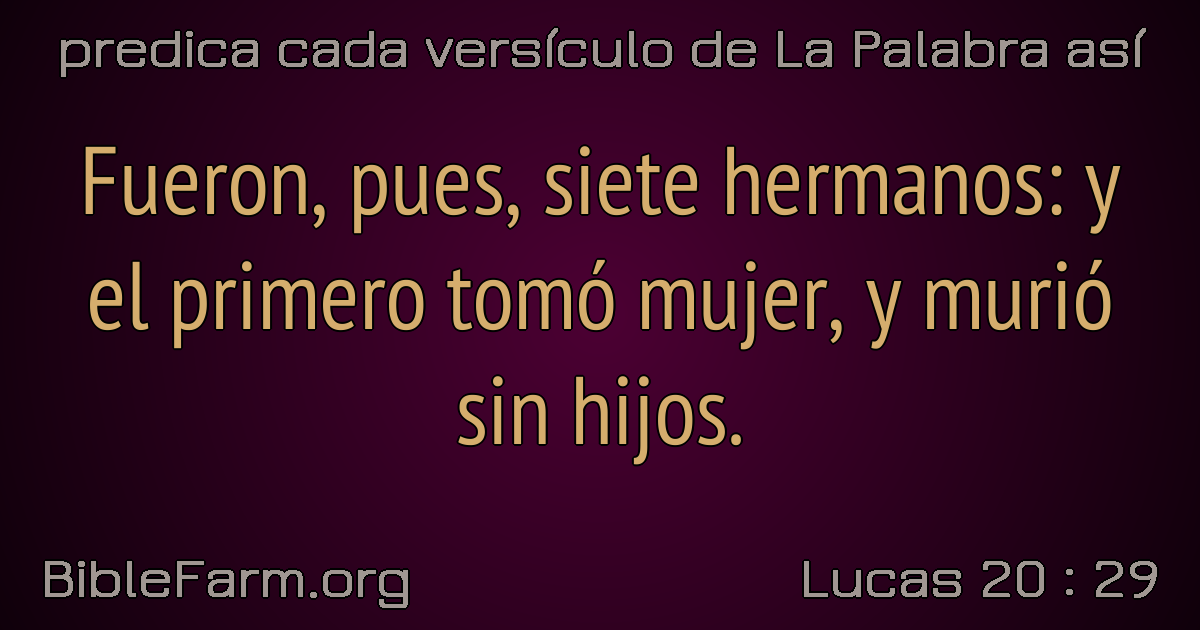 predica cada versículo de La Palabra así
Fueron, pues, siete hermanos: y
el primero tomó mujer, y murió
sin hijos.
BibleFarm.org
Lucas 20 : 29